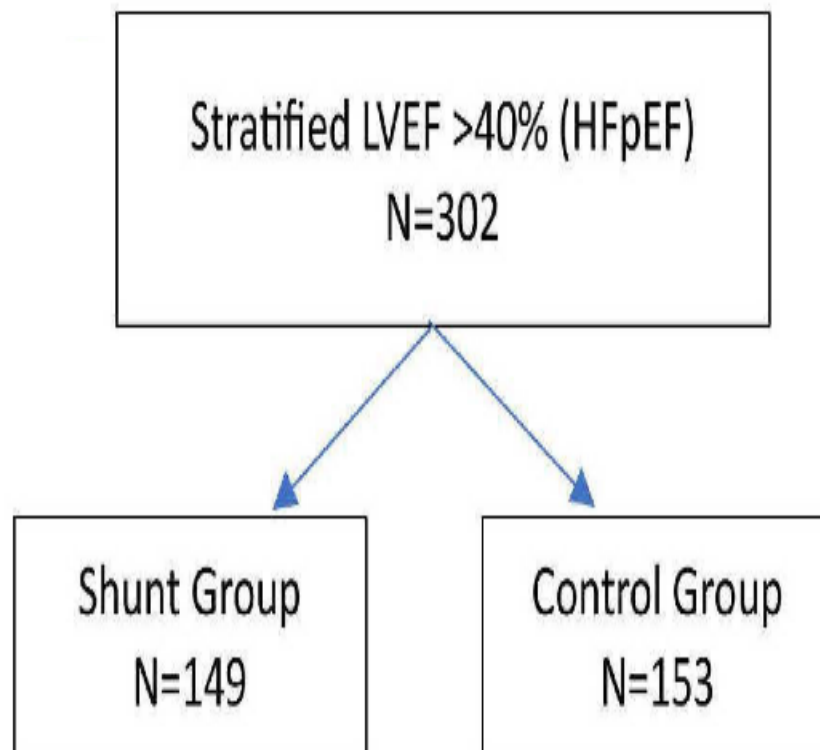 Stratified LVEF >40% (HFpEF)
N=302
Shunt Group
N=149
Control Group
N=153